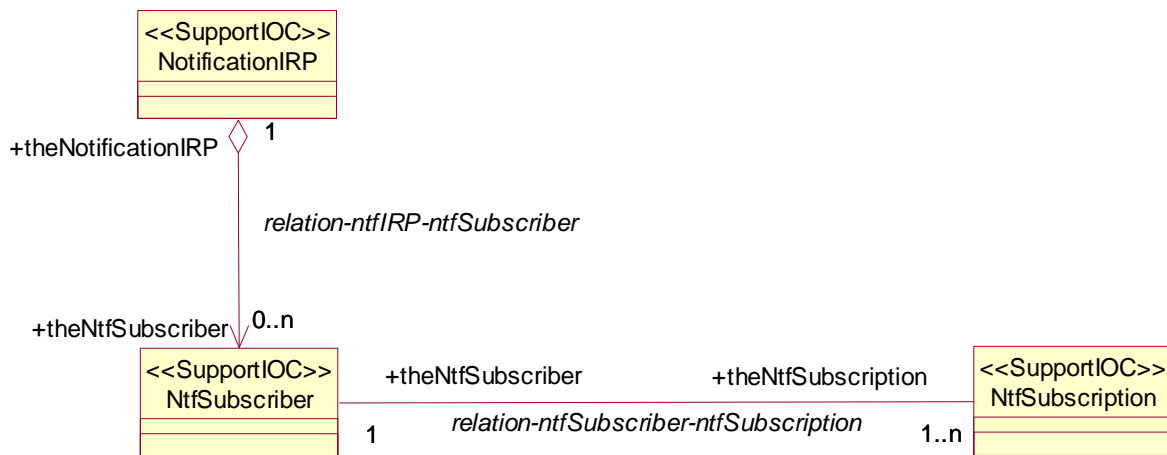 <<SupportIOC>>
NotificationIRP
1
+theNotificationIRP
relation-ntfIRP-ntfSubscriber
+theNtfSubscriber
0..n
<<SupportIOC>>
NtfSubscriber
+theNtfSubscriber
+theNtfSubscription
1
relation-ntfSubscriber-ntfSubscription
1..n
<<SupportIOC>>
NtfSubscription